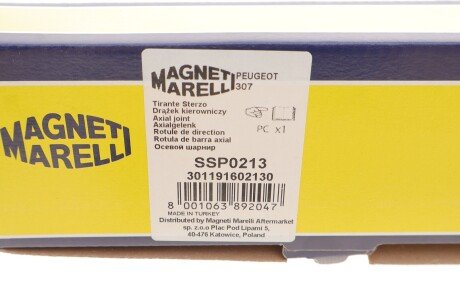 MAGNETI
MARELLI
MAGNETI
MARELLI
PEUGEOT
307
Tirante Sterzo
Drążek kierowniczy
Axial joint
Axialgelenk
Rotule de direction
Rotula de barra axial
Осевой шарнир
PC x1
SSP0213
301191602130
8 001063 892047
MADE IN TURKEY
Distributed by Magneti Marelli Aftermarket
sp. z.o.o Plac Pod Lipami 5,
40-476 Katowice, Poland